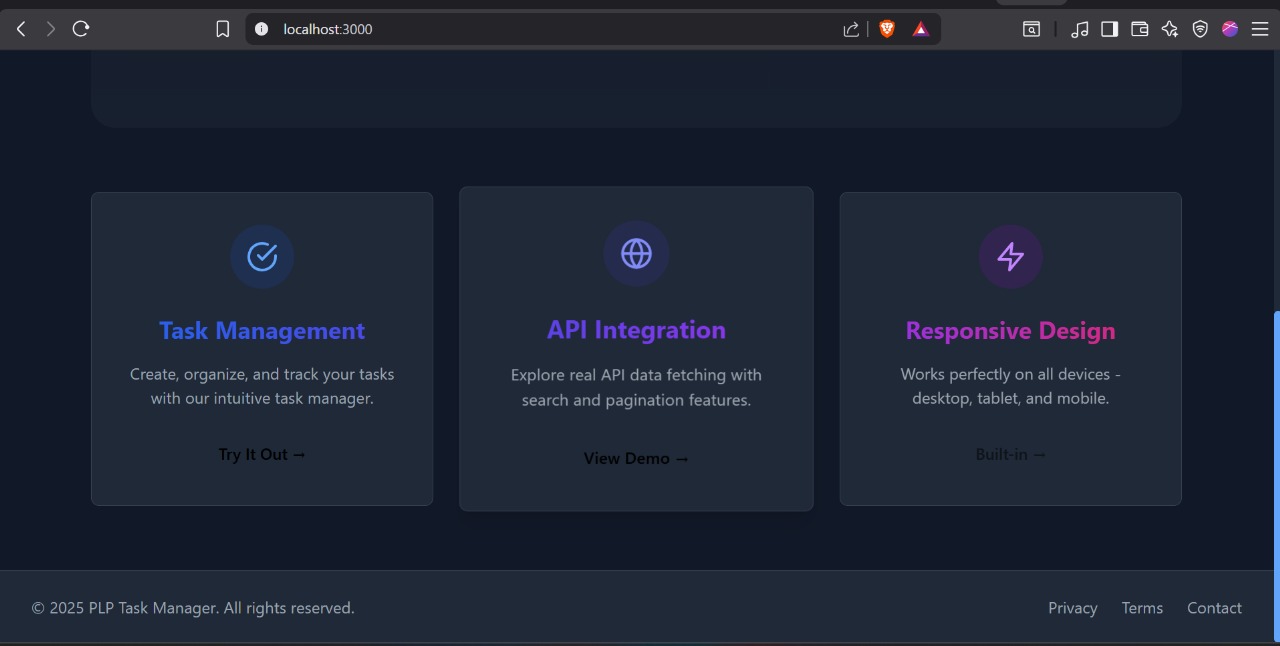 localhost:3000
Task Management
Create, organize, and track your tasks
with our intuitive task manager.
Try It Out →
API Integration
Explore real API data fetching with
search and pagination features.
View Demo →
Responsive Design
Works perfectly on all devices -
desktop, tablet, and mobile.
Built-in →
© 2025 PLP Task Manager. All rights reserved.
Privacy Terms Contact